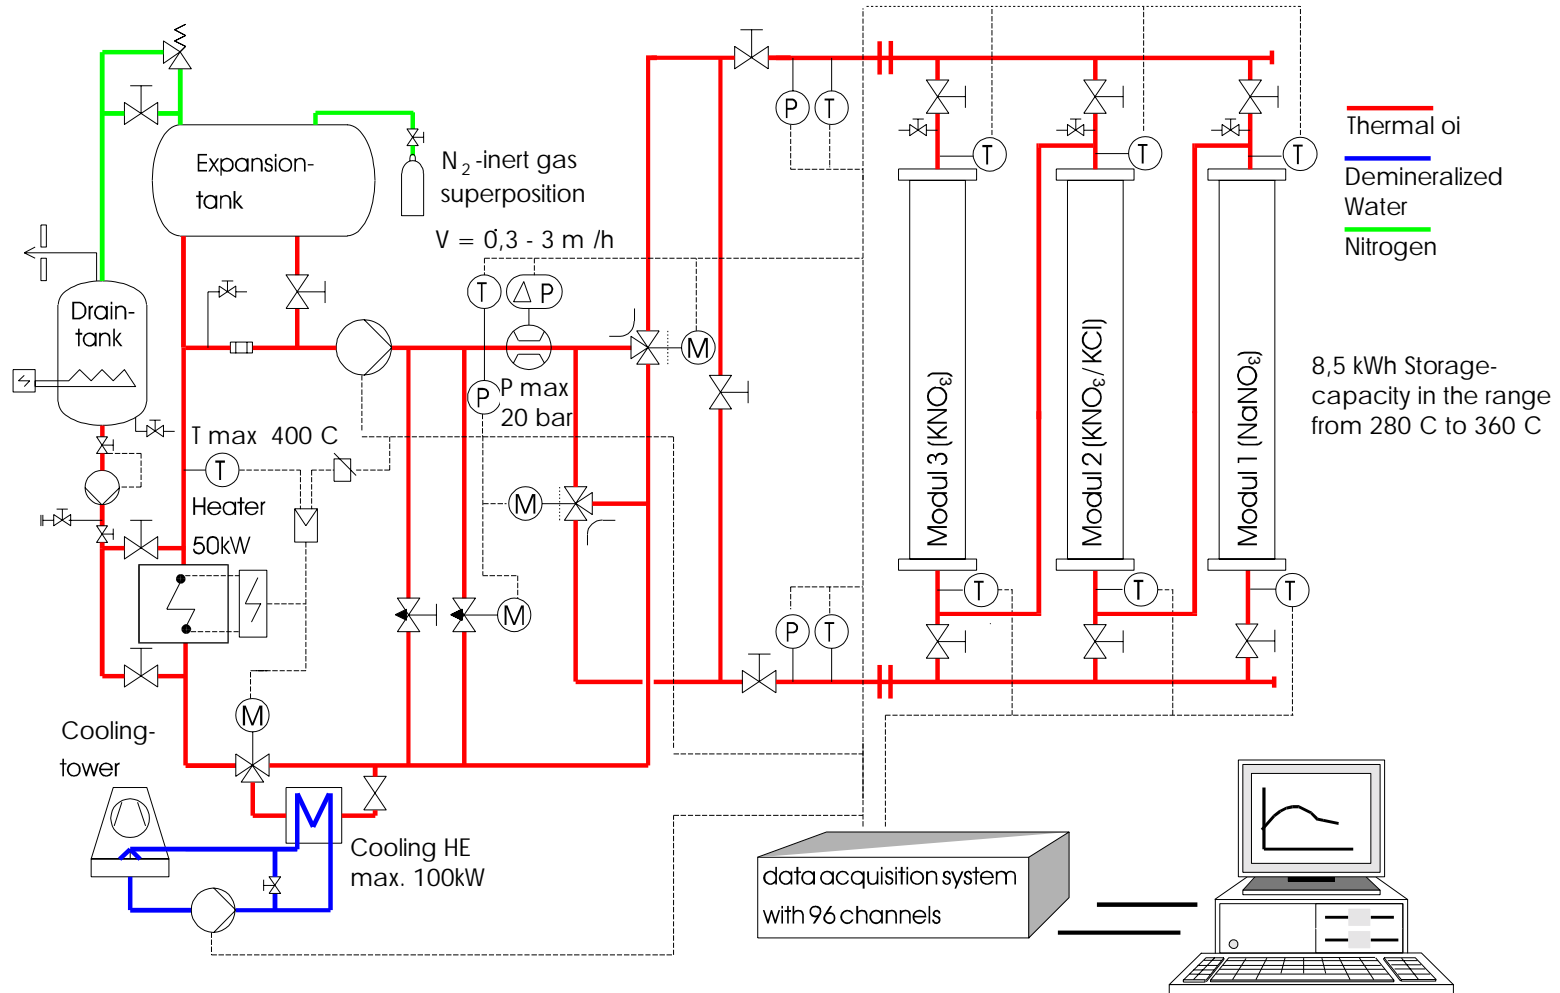 Expansion-
tank
N2-inert gas
superposition
V = 0,3 - 3 m /h
Drain-
tank
T
Δ P
M
P
P max
20 bar
T max 400 C
T
Heater
50kW
M
M
M
Cooling-
tower
Cooling HE
max. 100kW
P
T
P
T
T
T
T
Modul 3 (KNO3)
Modul 2 (KNO3/KCl)
Modul 1 (NaNO3)
T
T
T
Thermal oi
Demineralized
Water
Nitrogen
8,5 kWh Storage-
capacity in the range
from 280 C to 360 C
data acquisition system
with 96 channels